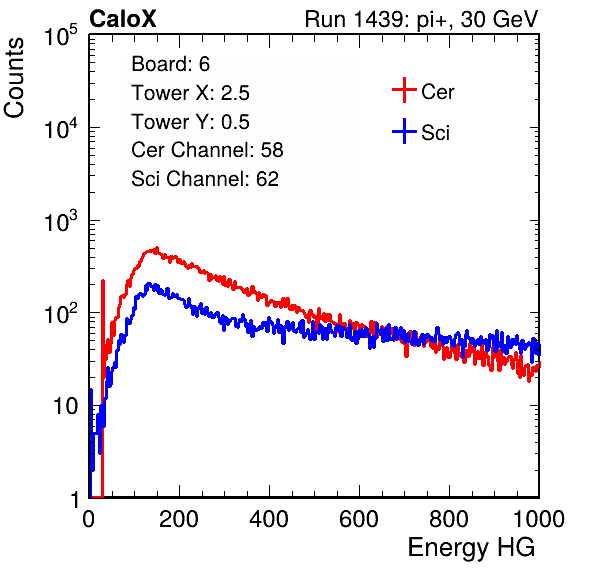 CaloX Run 1439: pi+, 30 GeV
Counts
Board: 6
Tower X: 2.5
Tower Y: 0.5
Cer Channel: 58
Sci Channel: 62
Cer
Sci
10^5
10^4
10^3
10^2
10
1
0 200 400 600 800 1000
Energy HG